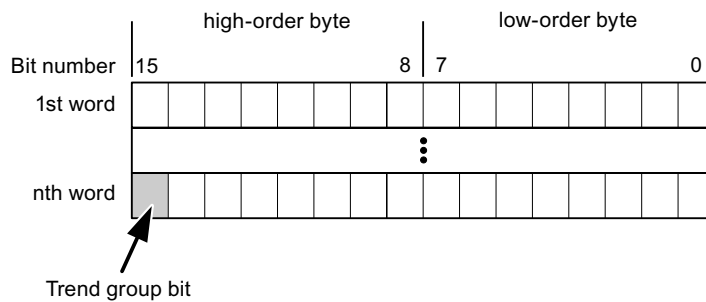 high-order byte low-order byte
Bit number 15 8 7 0
1st word
nth word
Trend group bit